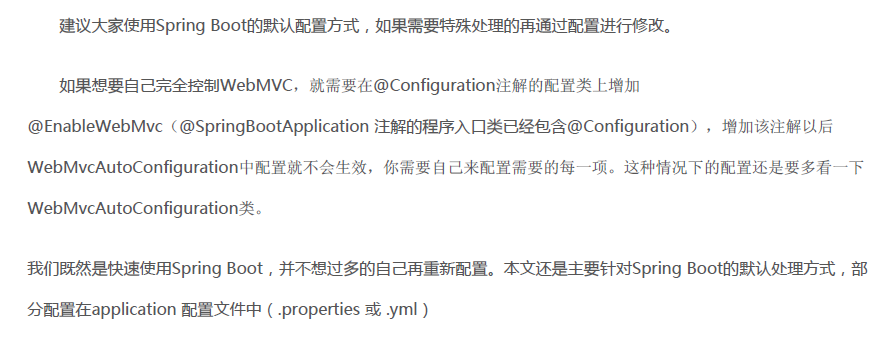 建议大家使用Spring Boot的默认配置方式，如果需要特殊处理的再通过配置进行修改。
如果想要自己完全控制WebMVC，就需要在@Configuration注解的配置类上增加
@EnableWebMvc（@SpringBootApplication 注解的程序入口类已经包含@Configuration），增加该注解以后
WebMvcAutoConfiguration中配置就不会生效，你需要自己来配置需要的每一项。这种情况下的配置还是要多看一下
WebMvcAutoConfiguration类。
我们既然是快速使用Spring Boot，并不想过多的自己再重新配置。本文还是主要针对Spring Boot的默认处理方式，部
分配置在application 配置文件中（.properties 或 .yml）